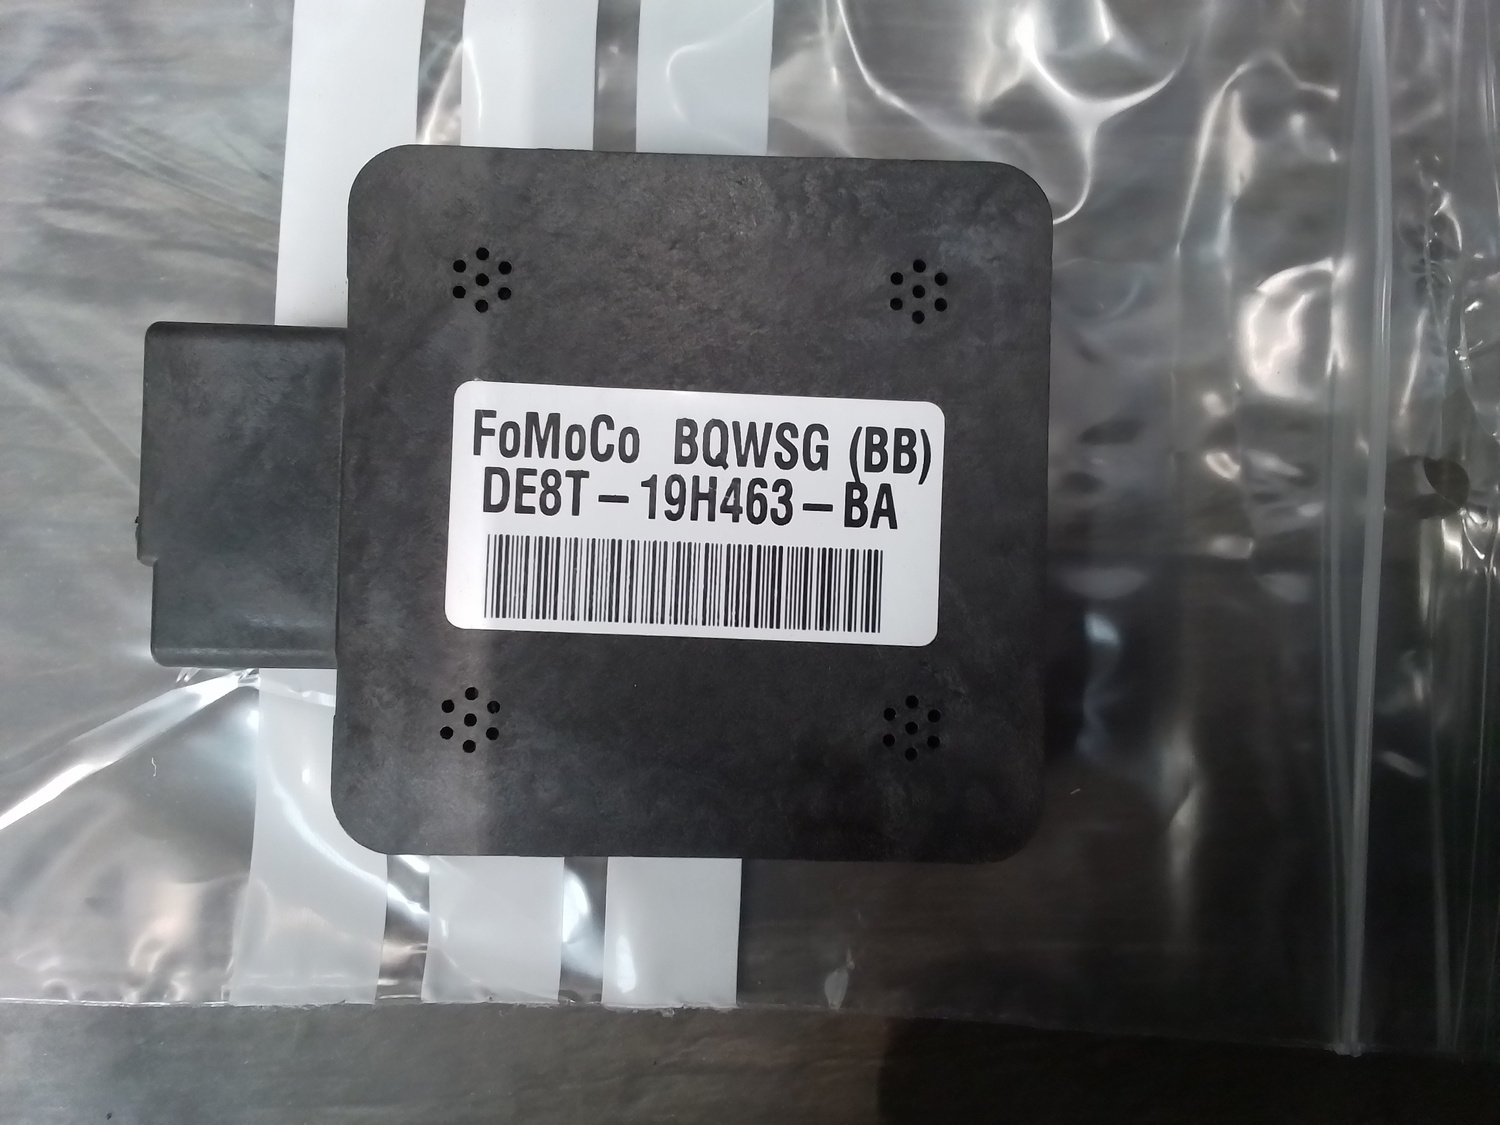 FoMoCo BQWSG (BB)
DE8T-19H463-BA